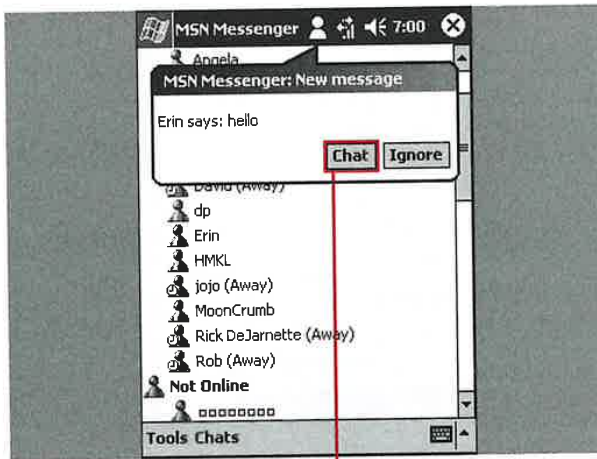 MSN Messenger 7:00
Angela
MSN Messenger: New message
Erin says: hello
Chat Ignore
David (Away)
dp
Erin
HMKL
jojo (Away)
MoonCrumb
Rick DeJarnette (Away)
Rob (Away)
Not Online
Tools Chats